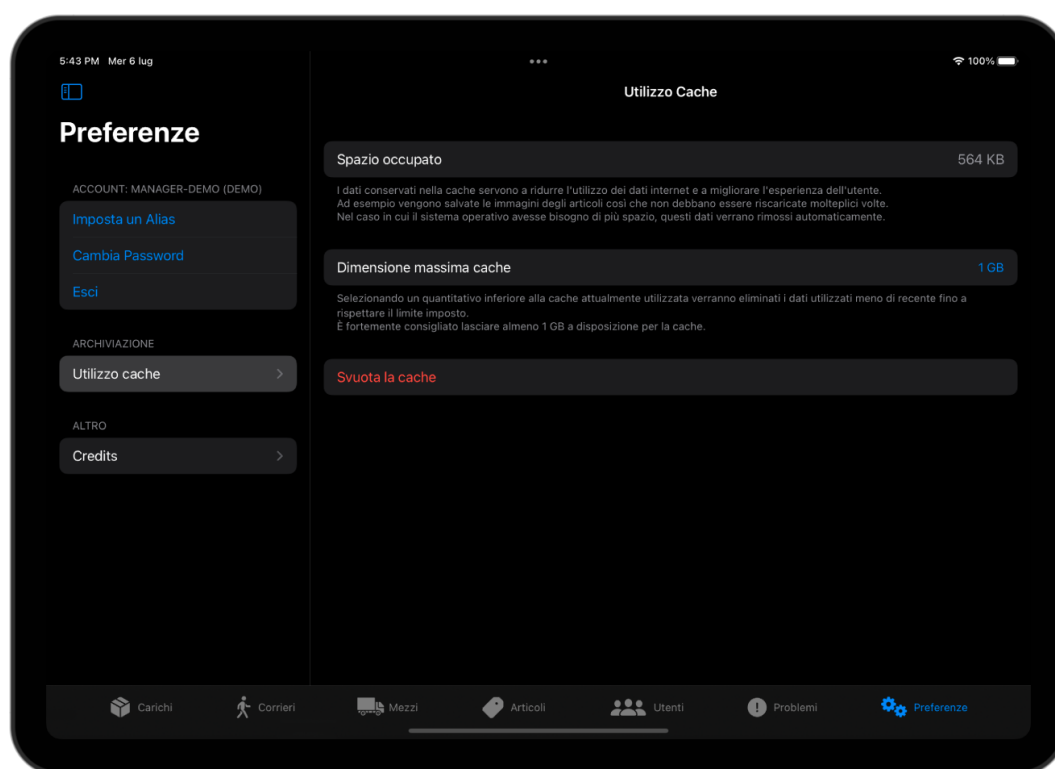 5:43 PM Mer 6 lug
100%
Preferenze
ACCOUNT: MANAGER-DEMO (DEMO)
Imposta un Alias
Cambia Password
Esci
ARCHIVIAZIONE
Utilizzo cache
ALTRO
Credits
Utilizzo Cache
Spazio occupato 564 KB
I dati conservati nella cache servono a ridurre l'utilizzo dei dati internet e a migliorare l'esperienza dell'utente.
Ad esempio vengono salvate le immagini degli articoli così che non debbano essere riscaricate molteplici volte.
Nel caso in cui il sistema operativo avesse bisogno di più spazio, questi dati verrano rimossi automaticamente.
Dimensione massima cache 1 GB
Selezionando un quantitativo inferiore alla cache attualmente utilizzata verranno eliminati i dati utilizzati meno di recente fino a
rispettare il limite imposto.
È fortemente consigliato lasciare almeno 1 GB a disposizione per la cache.
Svuota la cache
Carichi Corrieri Mezzi Articoli Utenti Problemi Preferenze